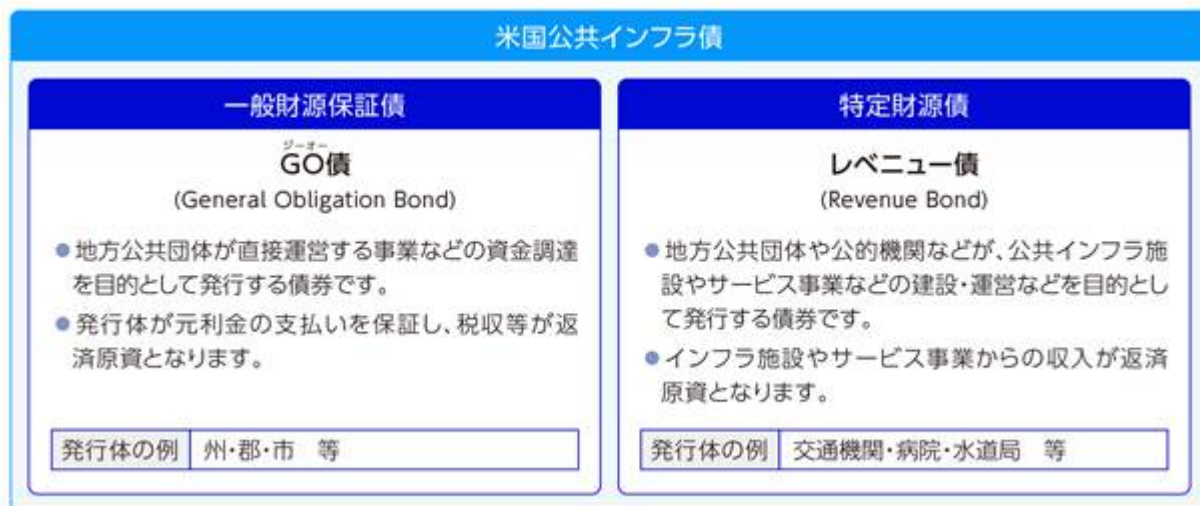 米国公共インフラ債
一般財源保証債
ジーオー
GO債
(General Obligation Bond)
●地方公共団体が直接運営する事業などの資金調達
を目的として発行する債券です。
●発行体が元利金の支払いを保証し、税収等が返
済原資となります。
発行体の例 州・郡・市 等
特定財源債
レベニュー債
(Revenue Bond)
●地方公共団体や公的機関などが、公共インフラ施
設やサービス事業などの建設・運営などを目的とし
て発行する債券です。
●インフラ施設やサービス事業からの収入が返済
原資となります。
発行体の例 交通機関・病院・水道局 等